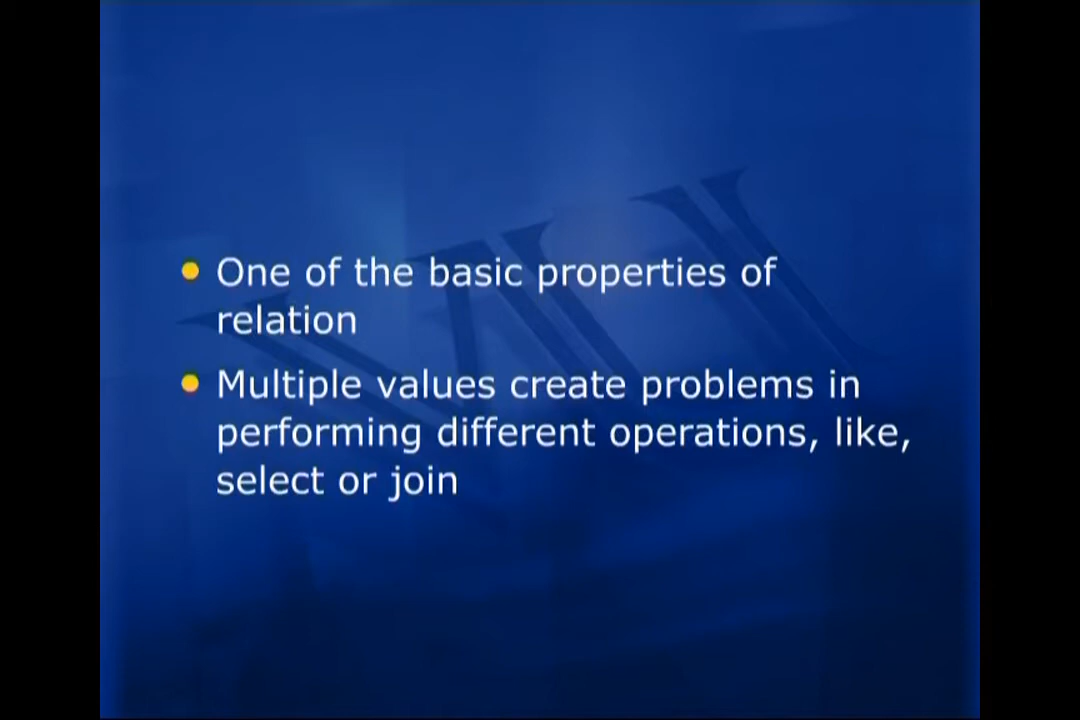 One of the basic properties of
relation
Multiple values create problems in
performing different operations, like,
select or join